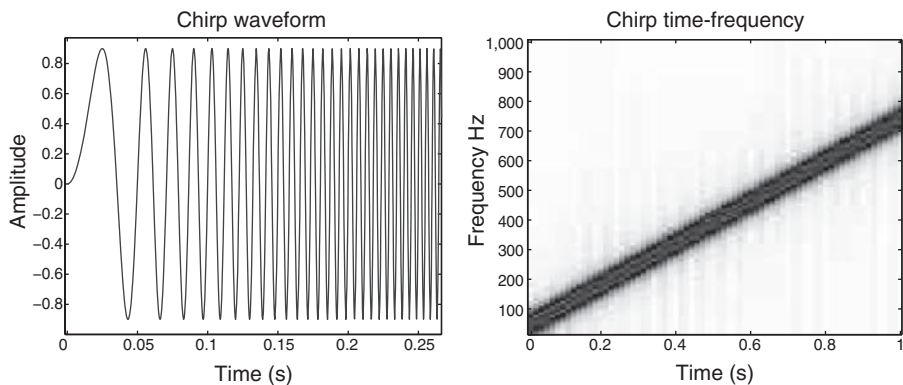 Chirp waveform
Amplitude
0.8
0.6
0.4
0.2
0
−0.2
−0.4
−0.6
−0.8
0 0.05 0.1 0.15 0.2 0.25
Time (s)
Chirp time-frequency
Frequency Hz
1,000
900
800
700
600
500
400
300
200
100
0 0.2 0.4 0.6 0.8 1
Time (s)